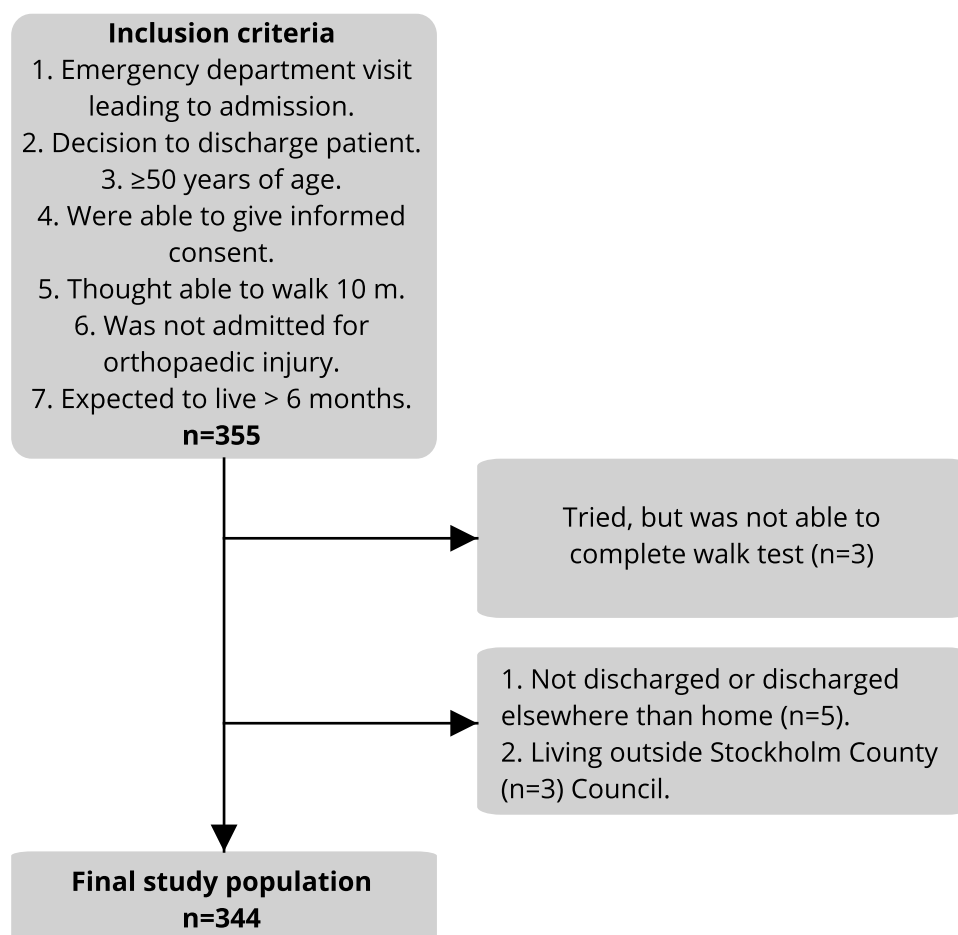 Inclusion criteria
1. Emergency department visit
leading to admission.
2. Decision to discharge patient.
3. ≥50 years of age.
4. Were able to give informed
consent.
5. Thought able to walk 10 m.
6. Was not admitted for
orthopaedic injury.
7. Expected to live > 6 months.
n=355
Tried, but was not able to
complete walk test (n=3)
1. Not discharged or discharged
elsewhere than home (n=5).
2. Living outside Stockholm County
(n=3) Council.
Final study population
n=344